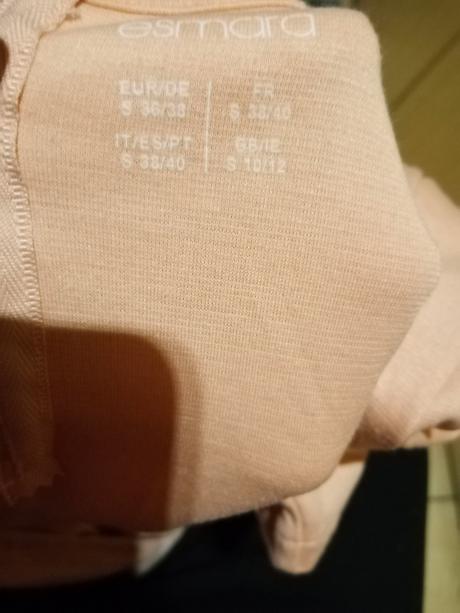 esmara
EUR/DE
S 36/38
FR
S 38/40
IT/ES/PT
S 38/40
GB/IE
S 10/12